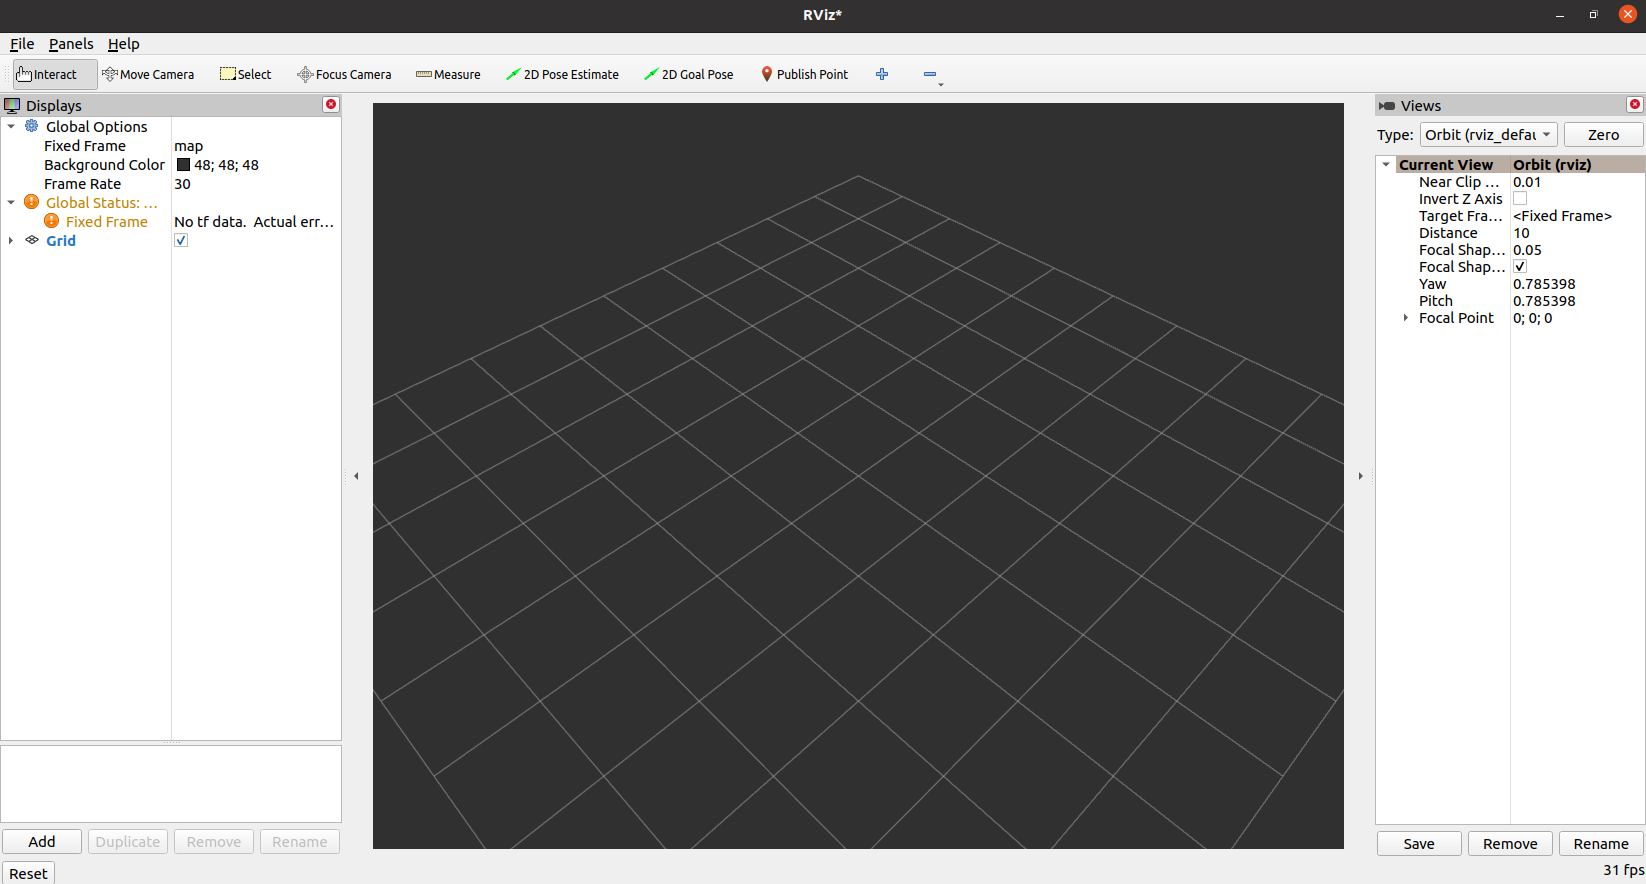 RViz*
File Panels Help
Interact Move Camera Select Focus Camera Measure 2D Pose Estimate 2D Goal Pose Publish Point
Displays
Global Options
Fixed Frame map
Background Color 48; 48; 48
Frame Rate 30
Global Status: ...
Fixed Frame No tf data. Actual err...
Grid
Add Duplicate Remove Rename
Reset
Views
Type: Orbit (rviz_defau Zero
Current View Orbit (rviz)
Near Clip ... 0.01
Invert Z Axis
Target Fra... <Fixed Frame>
Distance 10
Focal Shap... 0.05
Focal Shap...
Yaw 0.785398
Pitch 0.785398
Focal Point 0; 0; 0
Save Remove Rename
31 fps